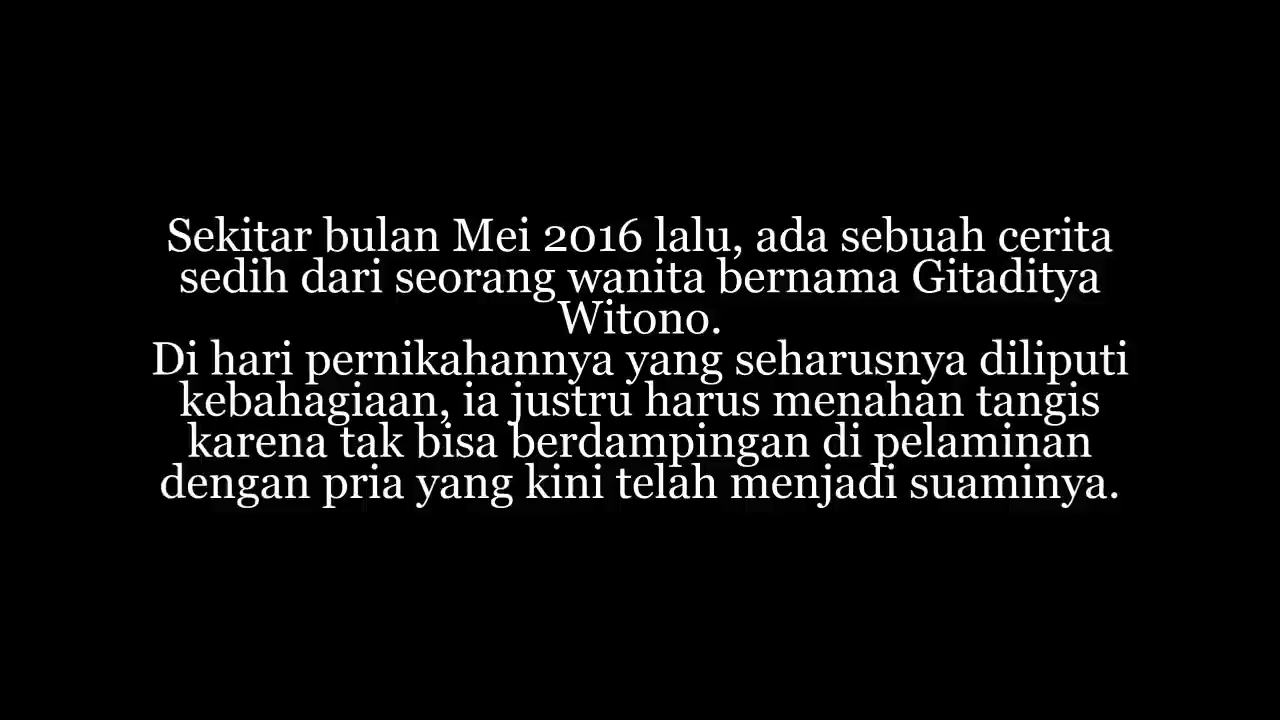 Sekitar bulan Mei 2016 lalu, ada sebuah cerita
sedih dari seorang wanita bernama Gitaditya
Witono.
Di hari pernikahannya yang seharusnya diliputi
kebahagiaan, ia justru harus menahan tangis
karena tak bisa berdampingan di pelaminan
dengan pria yang kini telah menjadi suaminya.